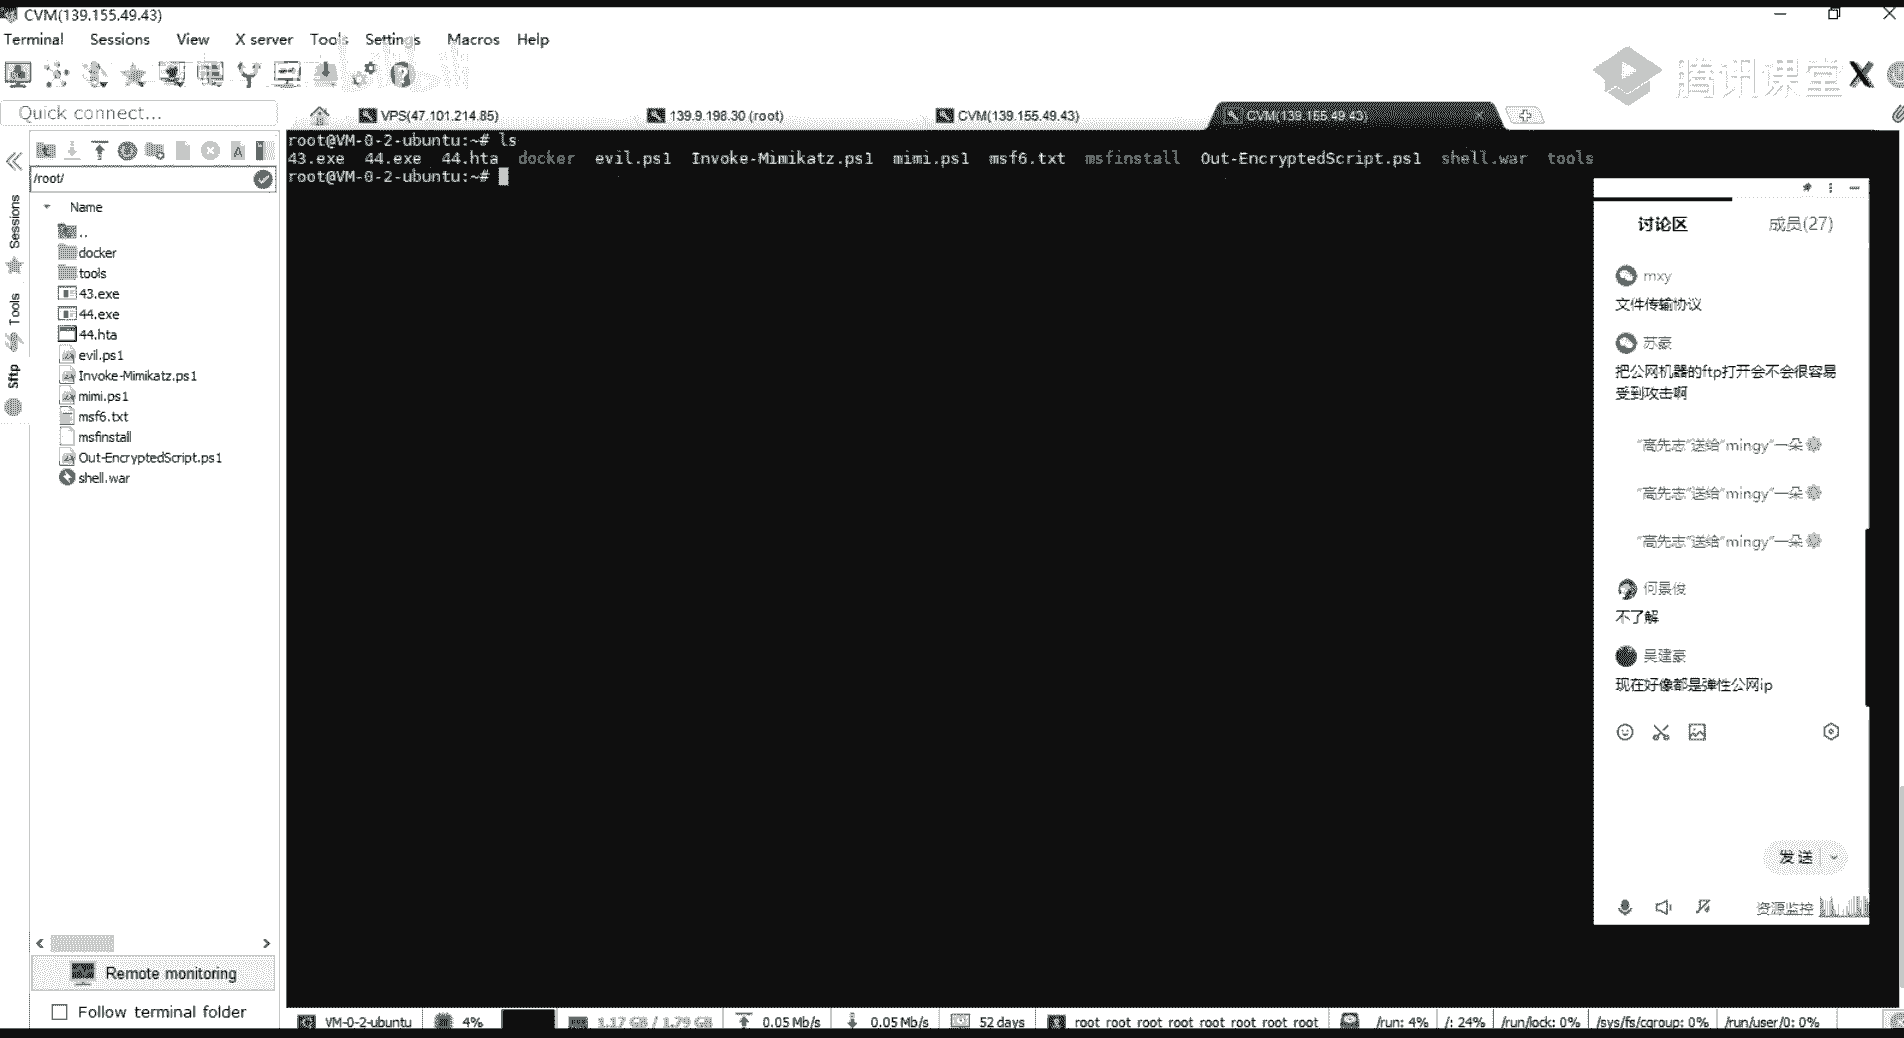 CVM(139.155.49.43)
Terminal Sessions View X server Tools Settings Macros Help
腾讯课堂
Quick connect...
VPS(47.101.214.85) 139.9.198.30 (root) CVM(139.155.49.43) CVM(139.155.49.43)
/root/
Name
..
docker
tools
43.exe
44.exe
44.hta
evil.ps1
Invoke-Mimikatz.ps1
mimi.ps1
msf6.txt
msfinstall
Out-EncryptedScript.ps1
shell.war
Sessions
Tools
Sftp
Remote monitoring
Follow terminal folder
root@VM-0-2-ubuntu:~# ls
43.exe 44.exe 44.hta docker evil.ps1 Invoke-Mimikatz.ps1 mimi.ps1 msf6.txt msfinstall Out-EncryptedScript.ps1 shell.war tools
root@VM-0-2-ubuntu:~#
讨论区 成员(27)
mxy
文件传输协议
苏豪
把公网机器的ftp打开会不会很容易
受到攻击啊
"高先志"送给"mingy"一朵
"高先志"送给"mingy"一朵
"高先志"送给"mingy"一朵
何景俊
不了解
吴建豪
现在好像都是弹性公网ip
发送
资源监控
VM-0-2-ubuntu 4% 1.17 GB / 1.79 GB 0.05 Mb/s 0.05 Mb/s 52 days root root root root root root root root /run: 4% /: 24% /run/lock: 0% /sys/fs/cgroup: 0% /run/user/0: 0%